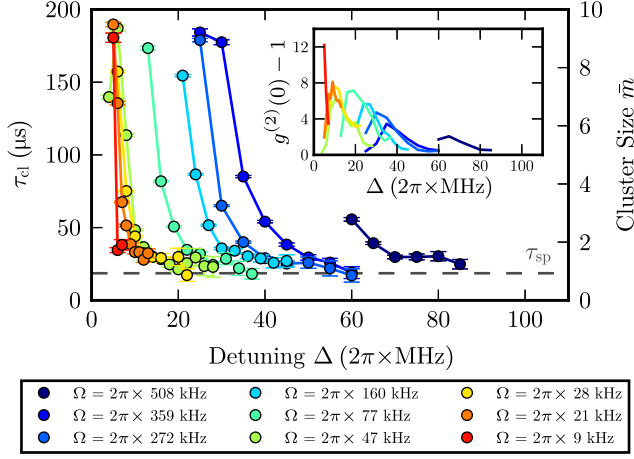 200
150
100
50
0
τcl (µs)
10
8
6
4
2
0
Cluster Size m̄
0 20 40 60 80 100
Detuning Δ (2π×MHz)
τsp
12
8
4
0
g(2)(0) − 1
0 20 40 60 80 100
Δ (2π×MHz)
Ω = 2π× 508 kHz
Ω = 2π× 359 kHz
Ω = 2π× 272 kHz
Ω = 2π× 160 kHz
Ω = 2π× 77 kHz
Ω = 2π× 47 kHz
Ω = 2π× 28 kHz
Ω = 2π× 21 kHz
Ω = 2π× 9 kHz